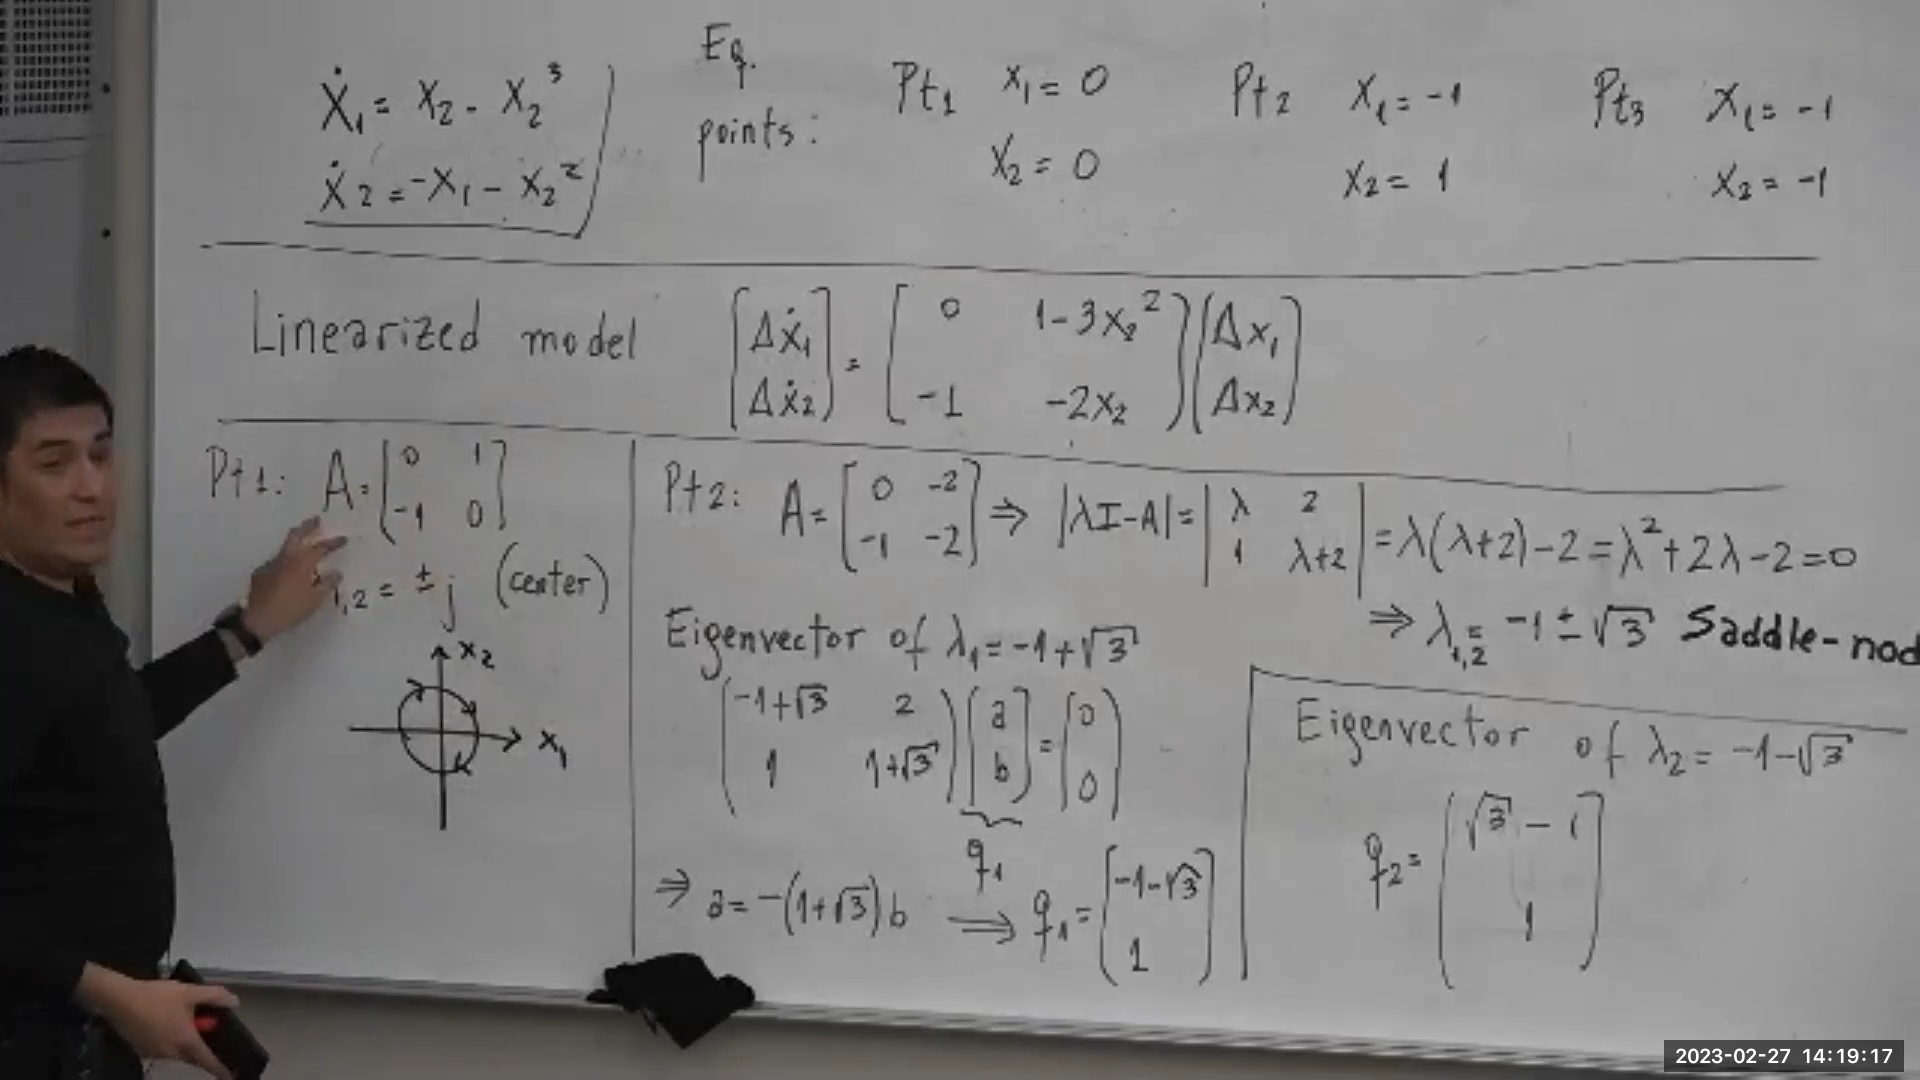 ẋ₁ = x₂ - x₂³
ẋ₂ = -x₁ - x₂²
Eq. points:
Pt₁ x₁ = 0
x₂ = 0
Pt₂ x₁ = -1
x₂ = 1
Pt₃ x₁ = -1
x₂ = -1
Linearized model [Δẋ₁ ; Δẋ₂] = [0 1-3x₂² ; -1 -2x₂] [Δx₁ ; Δx₂]
Pt1: A = [0 1 ; -1 0]
₁,₂ = ±j (center)
x₂
x₁
Pt2: A = [0 -2 ; -1 -2] ⇒ |λI-A| = |λ 2 ; 1 λ+2| = λ(λ+2)-2 = λ²+2λ-2=0
⇒ λ₁,₂ = -1±√3 Saddle-nod
Eigenvector of λ₁ = -1+√3
[-1+√3 2 ; 1 1+√3] [a ; b] = [0 ; 0]
q₁
⇒ a = -(1+√3)b ⇒ q₁ = [-1-√3 ; 1]
Eigenvector of λ₂ = -1-√3
q₂ = [√3 - 1 ; 1]
2023-02-27 14:19:17